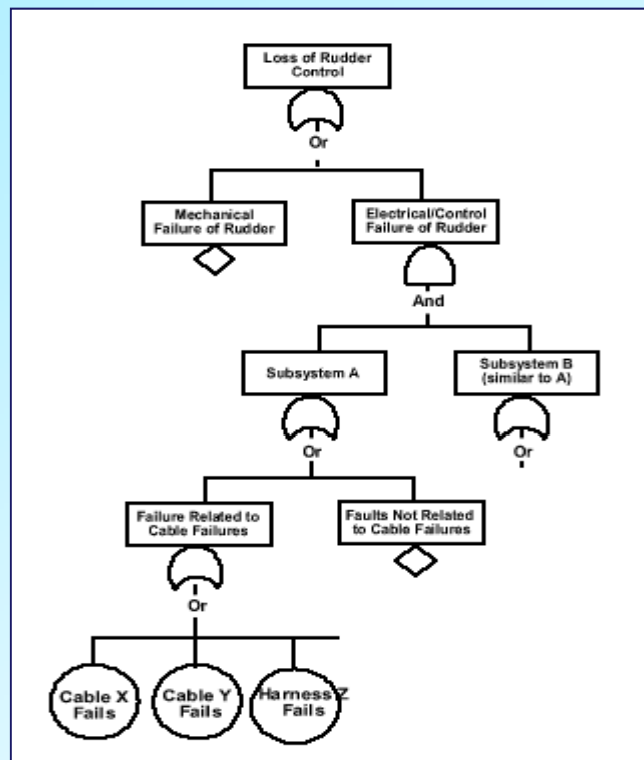 Loss of Rudder
Control
Or
Mechanical
Failure of Rudder
Electrical/Control
Failure of Rudder
And
Subsystem A
Subsystem B
(similar to A)
Or
Or
Failure Related to
Cable Failures
Faults Not Related
to Cable Failures
Or
Cable X
Fails
Cable Y
Fails
Harness Z
Fails